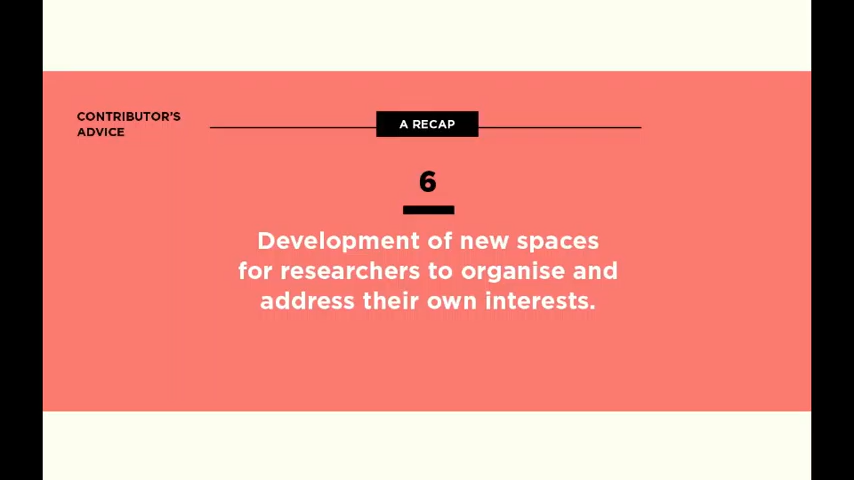 CONTRIBUTOR'S
ADVICE
A RECAP
6
Development of new spaces
for researchers to organise and
address their own interests.